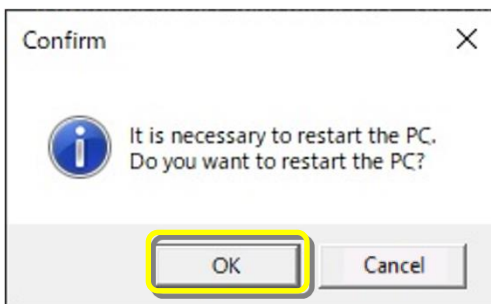 Confirm
It is necessary to restart the PC.
Do you want to restart the PC?
OK Cancel